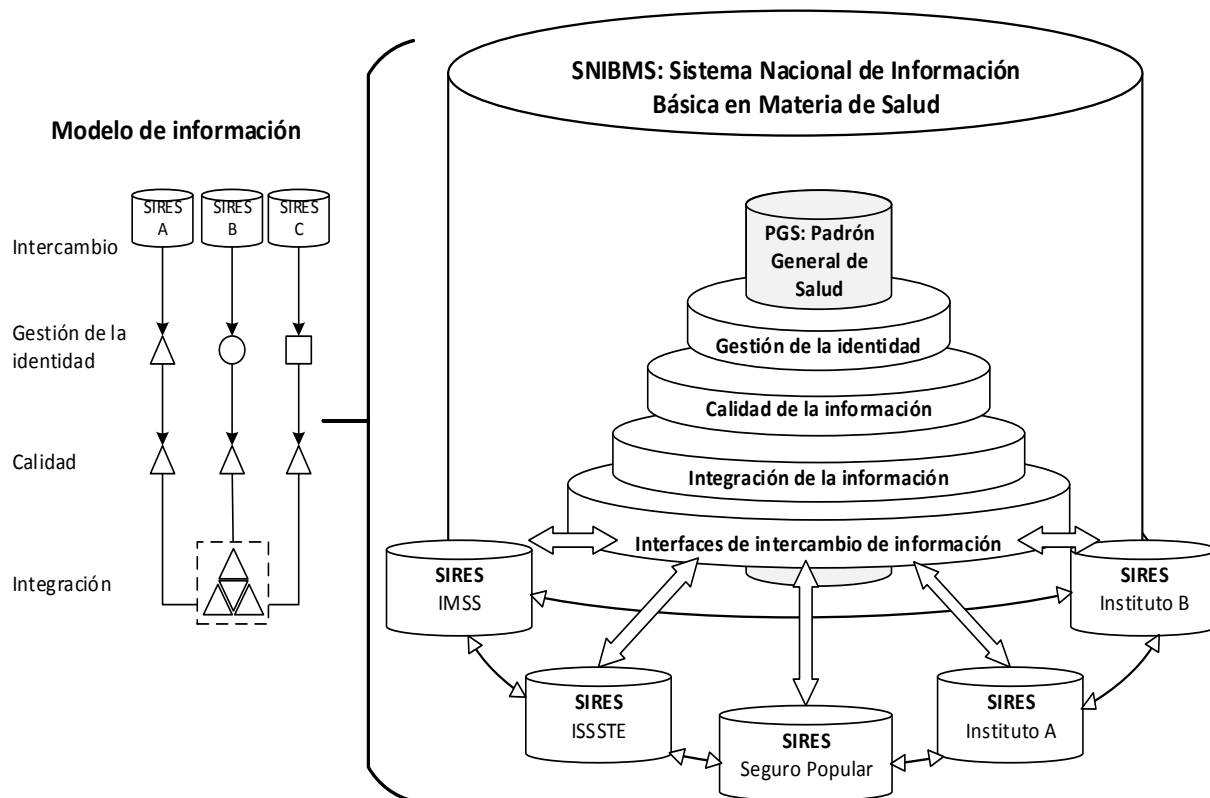 SNIBMS: Sistema Nacional de Información
Básica en Materia de Salud
Modelo de información
SIRES
A
SIRES
B
SIRES
C
Intercambio
Gestión de la
identidad
Calidad
Integración
PGS: Padrón
General de
Salud
Gestión de la identidad
Calidad de la información
Integración de la información
Interfaces de intercambio de información
SIRES
IMSS
SIRES
Instituto B
SIRES
ISSSTE
SIRES
Instituto A
SIRES
Seguro Popular